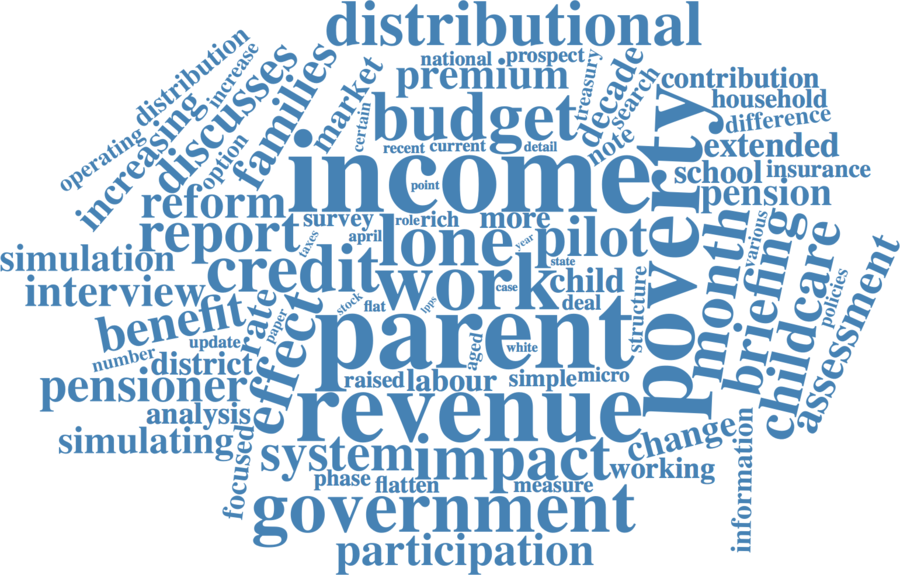 distributional
national
prospect
premium
treasury
decade
search
note
contribution
household
difference
extended
school
insurance
pension
distribution
operating
increase
increasing
discusses
option
families
market
certain
budget
recent
current
detail
income
point
poverty
reform
report
survey
role
rich
more
taxes
april
lone
year
pilot
state
simulation
interview
credit
work
case
child
deal
structure
month
various
briefing
childcare
policies
assessment
benefit
rate
paper
effect
stock
flat
lpps
parent
number
update
district
pensioner
aged
white
raised
labour
simple
micro
analysis
simulating
focused
revenue
system
impact
change
working
information
phase
flatten
measure
government
participation